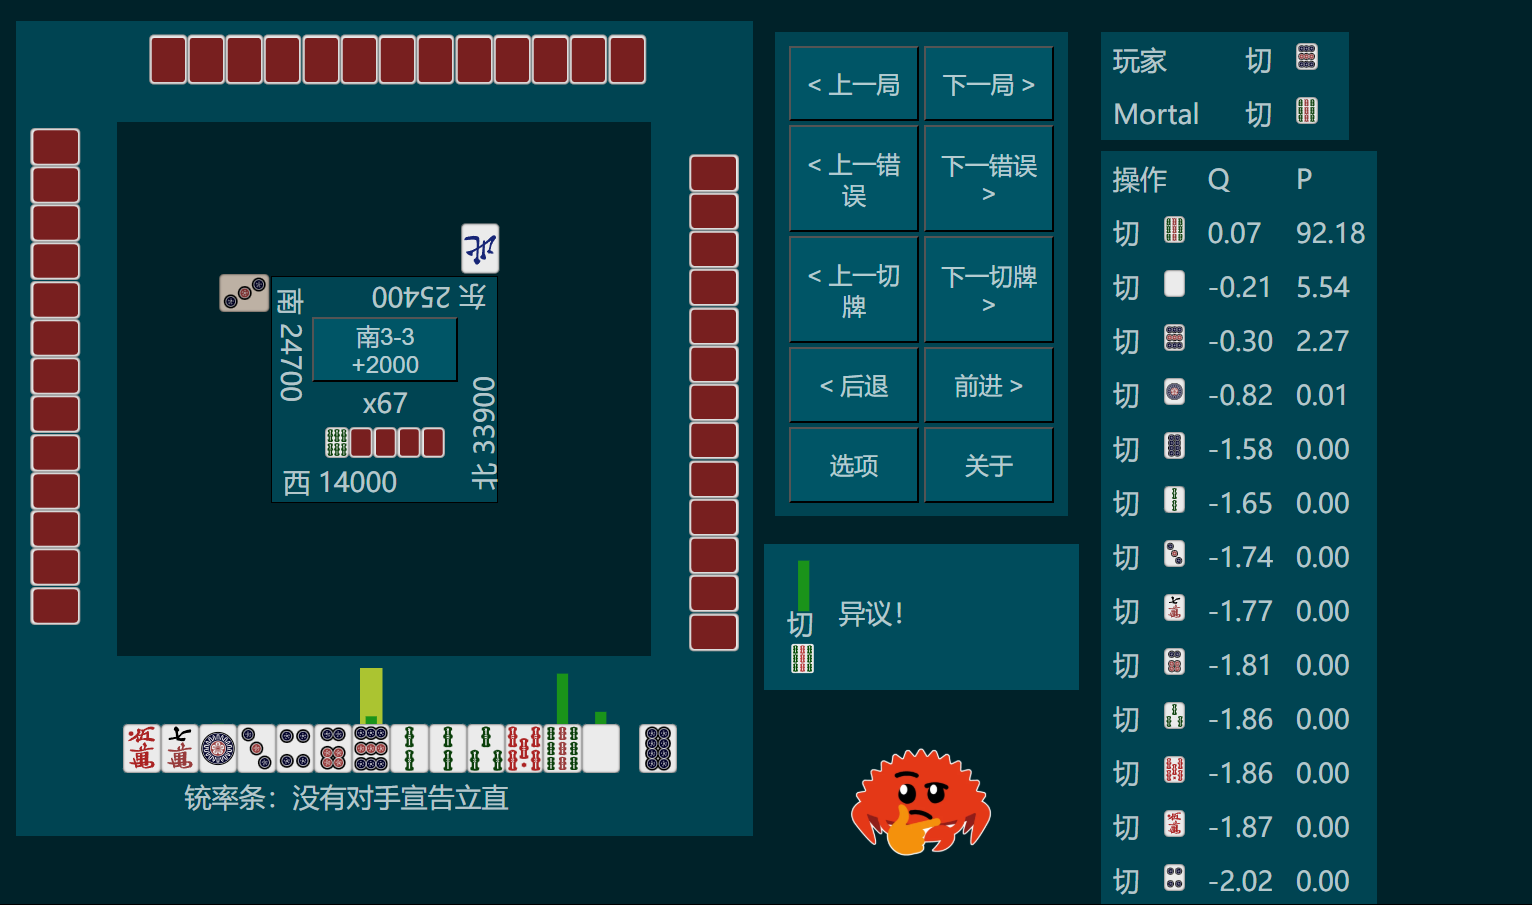 < 上一局
下一局 >
< 上一错误
下一错误 >
< 上一切牌
下一切牌 >
< 后退
前进 >
选项
关于
玩家 切
Mortal 切
操作 Q P
切 0.07 92.18
切 -0.21 5.54
切 -0.30 2.27
切 -0.82 0.01
切 -1.58 0.00
切 -1.65 0.00
切 -1.74 0.00
切 -1.77 0.00
切 -1.81 0.00
切 -1.86 0.00
切 -1.86 0.00
切 -1.87 0.00
切 -2.02 0.00
北
东 25400
南 24700
南3-3
+2000
x67
北 33600
西 14000
切
异议！
伍萬
七萬
铳率条：没有对手宣告立直